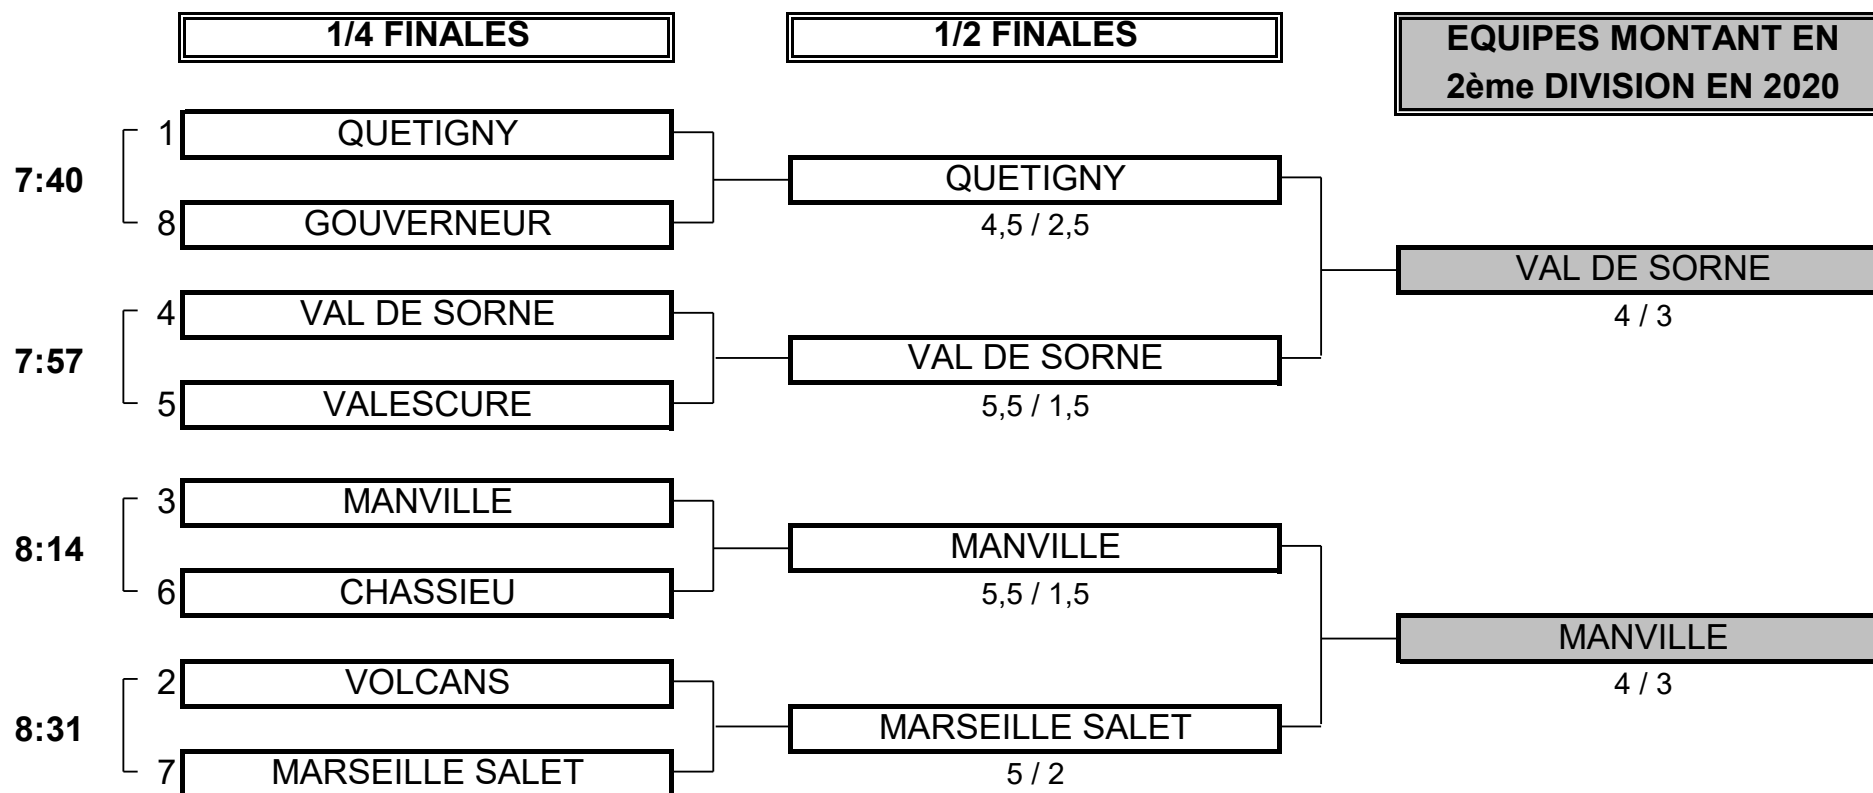 1/4 FINALES
1/2 FINALES
EQUIPES MONTANT EN
2ème DIVISION EN 2020
1 QUETIGNY
7:40
QUETIGNY
8 GOUVERNEUR
4,5 / 2,5
VAL DE SORNE
4 VAL DE SORNE
4 / 3
7:57
VAL DE SORNE
5 VALESCURE
5,5 / 1,5
3 MANVILLE
8:14
MANVILLE
6 CHASSIEU
5,5 / 1,5
MANVILLE
2 VOLCANS
4 / 3
8:31
MARSEILLE SALET
7 MARSEILLE SALET
5 / 2